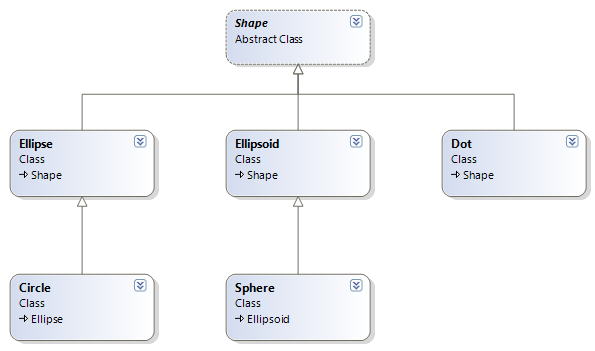 Shape
Abstract Class
Ellipse
Class
Shape
Ellipsoid
Class
Shape
Dot
Class
Shape
Circle
Class
Ellipse
Sphere
Class
Ellipsoid